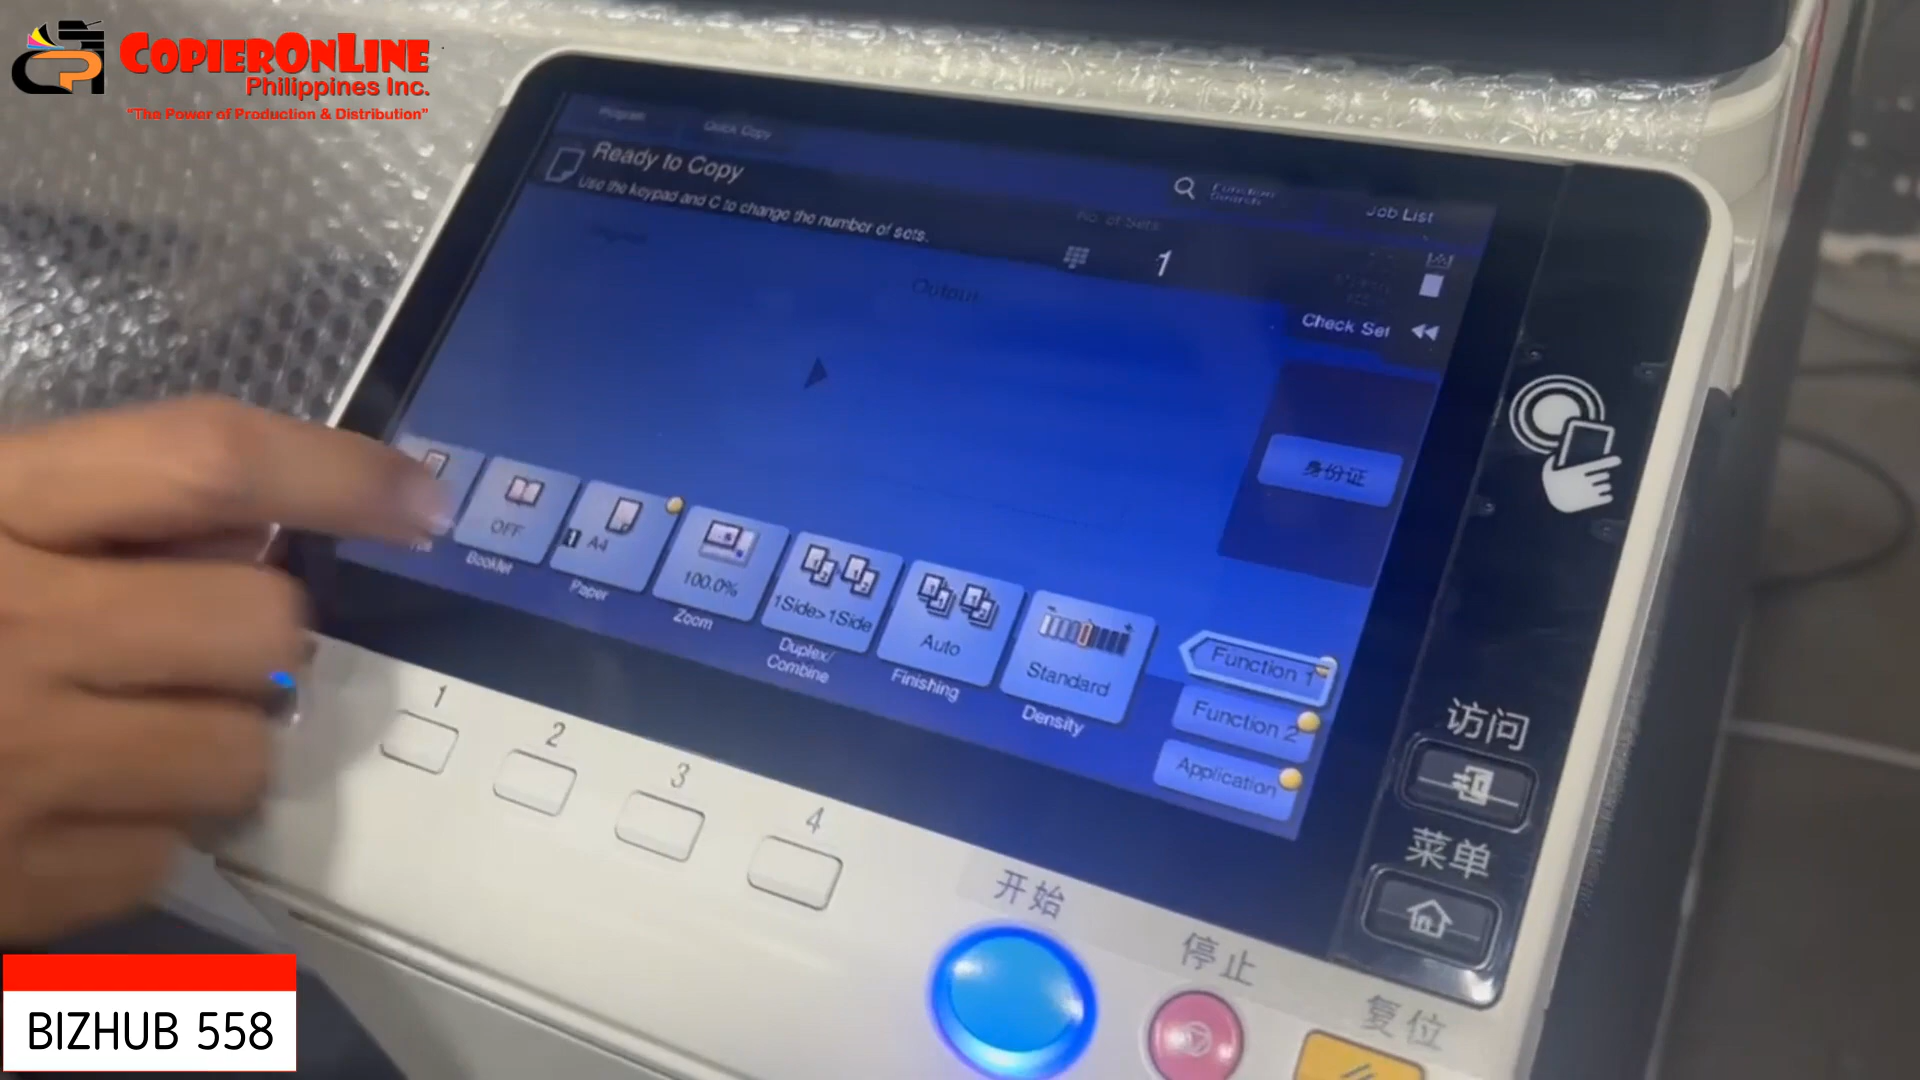 COPIERONLINE
Philippines Inc.
"The Power of Production & Distribution"
Program
Quick Copy
Ready to Copy
Use the keypad and C to change the number of sets.
Function
Search
Job List
No. of Sets
1
Output
Check Set
身份证
OFF
Booklet
1 A4
Paper
100.0%
Zoom
1Side>1Side
Duplex/
Combine
Auto
Finishing
Standard
Density
Function 1
Function 2
Application
访问
菜单
1
2
3
4
开始
停止
复位
BIZHUB 558